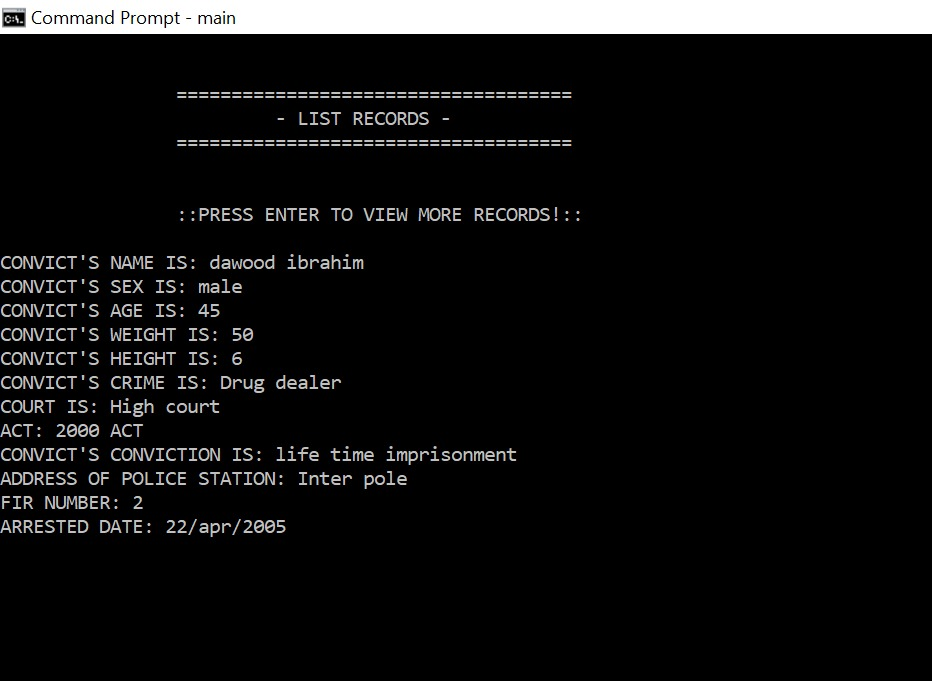 Command Prompt - main
====================================
- LIST RECORDS -
====================================
::PRESS ENTER TO VIEW MORE RECORDS!::
CONVICT'S NAME IS: dawood ibrahim
CONVICT'S SEX IS: male
CONVICT'S AGE IS: 45
CONVICT'S WEIGHT IS: 50
CONVICT'S HEIGHT IS: 6
CONVICT'S CRIME IS: Drug dealer
COURT IS: High court
ACT: 2000 ACT
CONVICT'S CONVICTION IS: life time imprisonment
ADDRESS OF POLICE STATION: Inter pole
FIR NUMBER: 2
ARRESTED DATE: 22/apr/2005